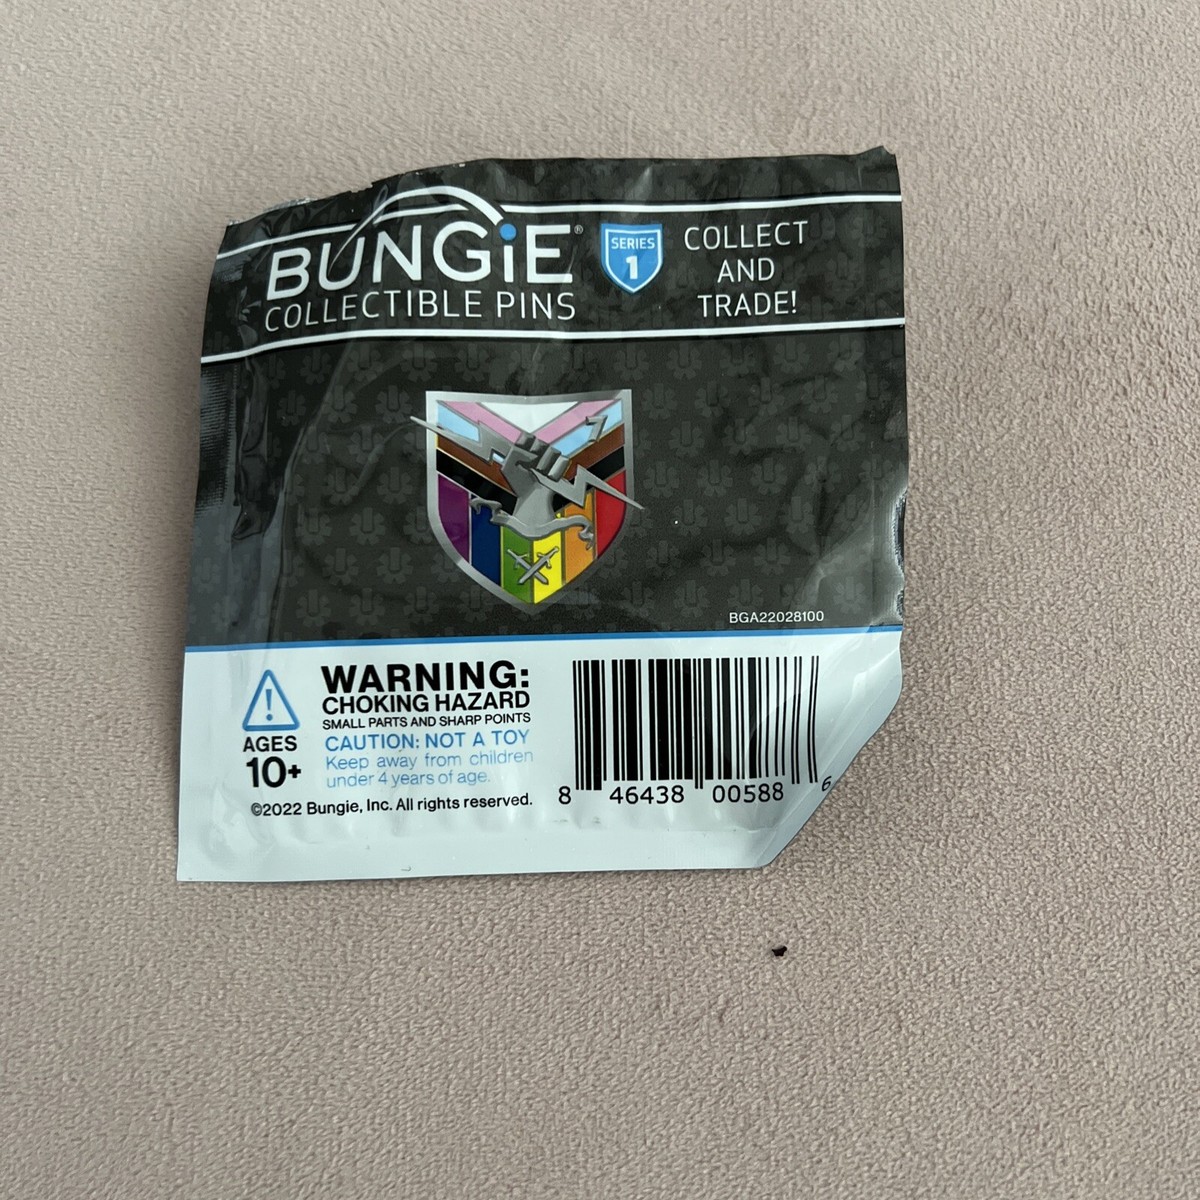 BUNGiE®
COLLECTIBLE PINS
SERIES
1
COLLECT
AND
TRADE!
7
BGA22028100
WARNING:
CHOKING HAZARD
SMALL PARTS AND SHARP POINTS
CAUTION: NOT A TOY
Keep away from children
under 4 years of age.
AGES
10+
©2022 Bungie, Inc. All rights reserved.
8 46438 00588 6